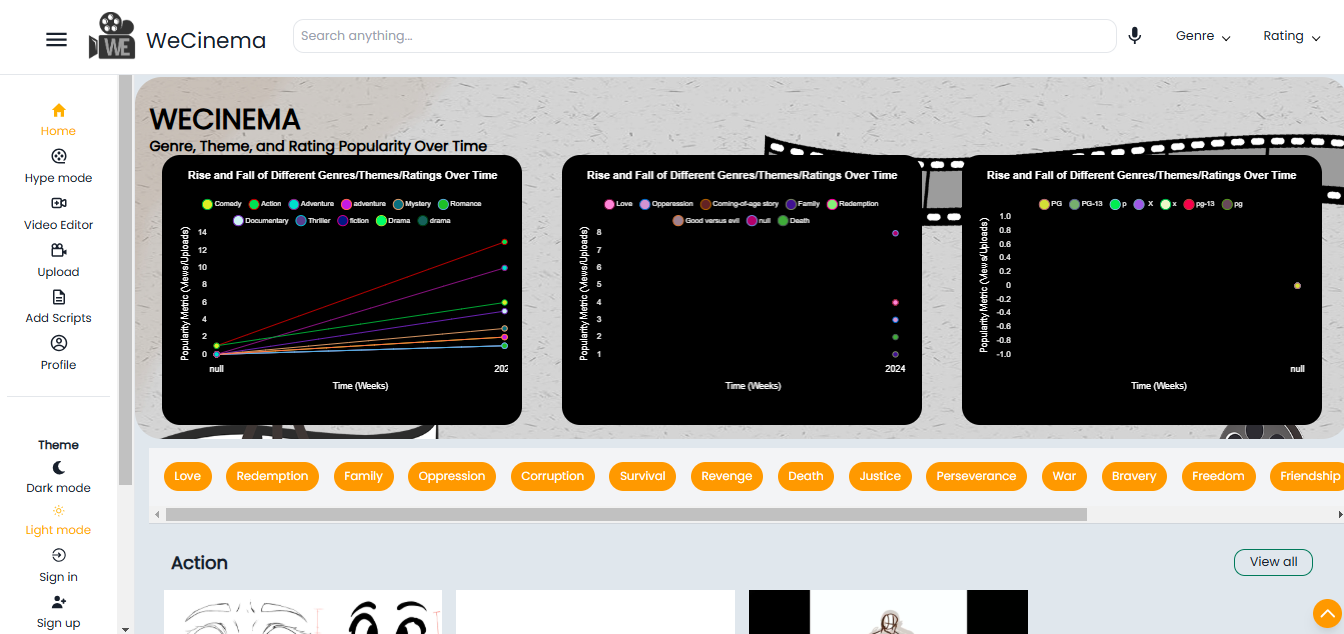 WE
WeCinema
Search anything...
Genre
Rating
Home
Hype mode
Video Editor
Upload
Add Scripts
Profile
Theme
Dark mode
Light mode
Sign in
Sign up
WECINEMA
Genre, Theme, and Rating Popularity Over Time
Rise and Fall of Different Genres/Themes/Ratings Over Time
Comedy Action Adventure adventure Mystery Romance
Documentary Thriller fiction Drama drama
Popularity Metric (Views/Uploads)
14
12
10
8
6
4
2
0
null 202
Time (Weeks)
Rise and Fall of Different Genres/Themes/Ratings Over Time
Love Oppression Coming-of-age story Family Redemption
Good versus evil null Death
Popularity Metric (Views/Uploads)
8
7
6
5
4
3
2
1
2024
Time (Weeks)
Rise and Fall of Different Genres/Themes/Ratings Over Time
PG PG-13 p X x pg-13 pg
Popularity Metric (Views/Uploads)
1.0
0.8
0.6
0.4
0.2
0
-0.2
-0.4
-0.6
-0.8
-1.0
null
Time (Weeks)
Love Redemption Family Oppression Corruption Survival Revenge Death Justice Perseverance War Bravery Freedom Friendship
Action
View all